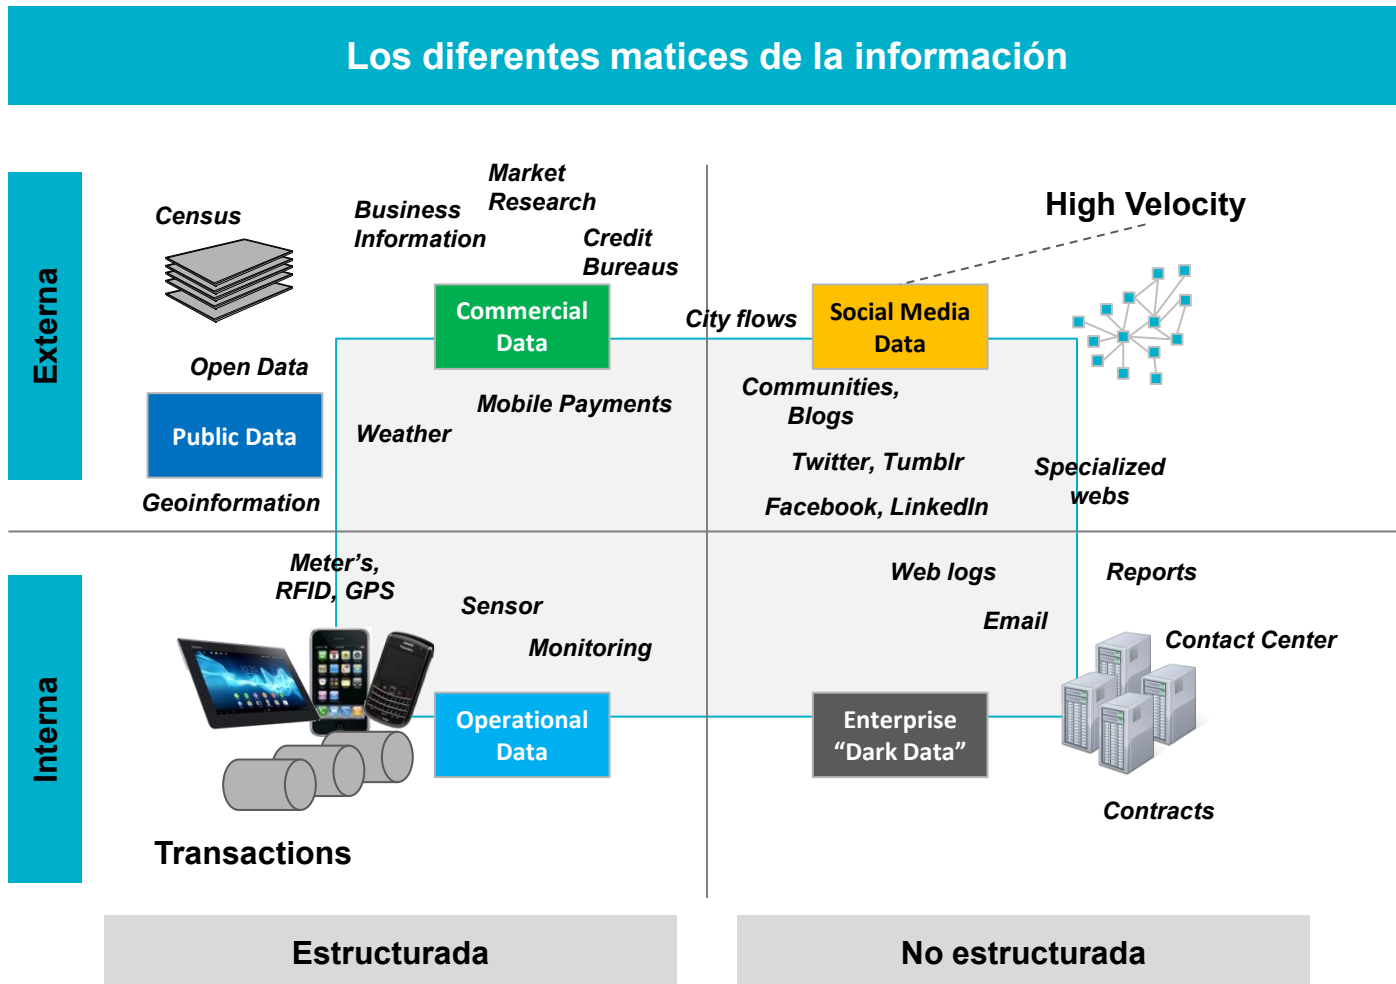 Los diferentes matices de la información
Externa
Census
Business
Information
Market
Research
Credit
Bureaus
Commercial
Data
Open Data
Public Data
Geoinformation
Weather
Mobile Payments
High Velocity
City flows
Social Media
Data
Communities,
Blogs
Twitter, Tumblr
Facebook, LinkedIn
Specialized
webs
Interna
Meter's,
RFID, GPS
Sensor
Monitoring
Operational
Data
Transactions
Web logs
Reports
Email
Contact Center
Enterprise
“Dark Data”
Contracts
Estructurada
No estructurada